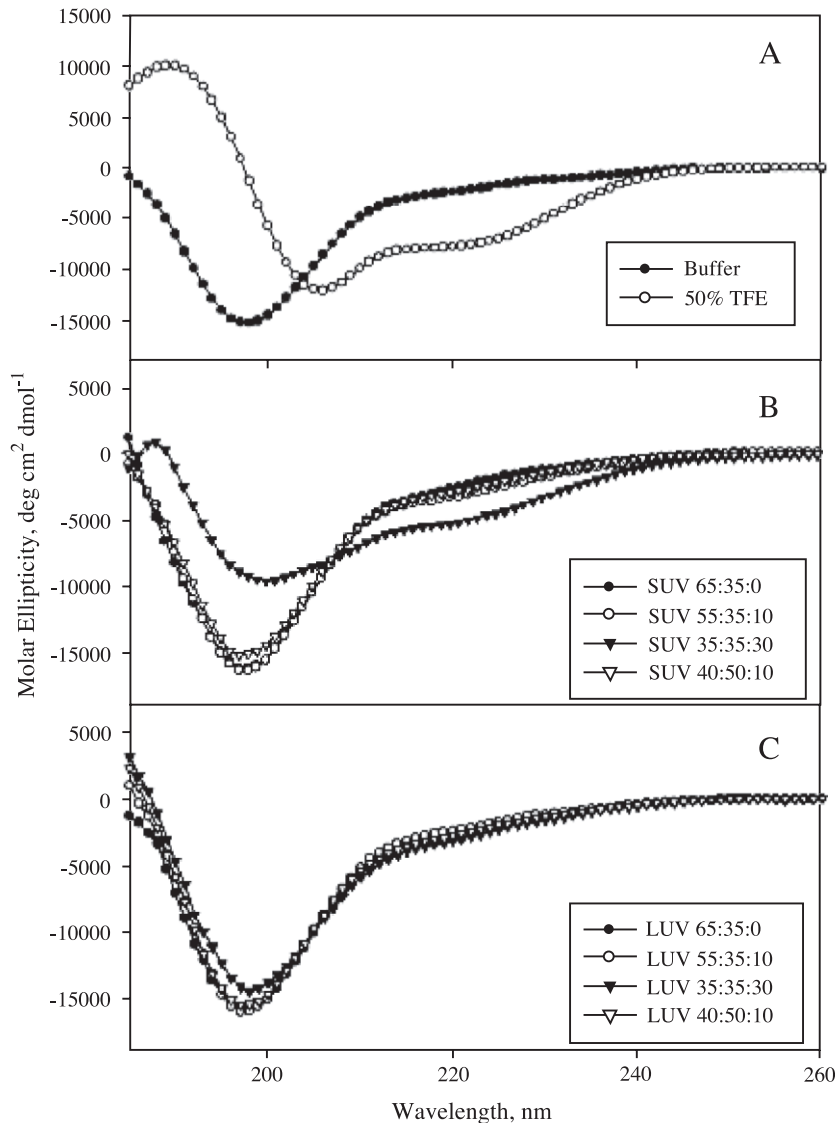 15000
10000
5000
0
-5000
-10000
-15000
A
Buffer
50% TFE
5000
0
-5000
-10000
-15000
B
SUV 65:35:0
SUV 55:35:10
SUV 35:35:30
SUV 40:50:10
Molar Ellipticity, deg cm² dmol⁻¹
5000
0
-5000
-10000
-15000
C
LUV 65:35:0
LUV 55:35:10
LUV 35:35:30
LUV 40:50:10
200 220 240 260
Wavelength, nm